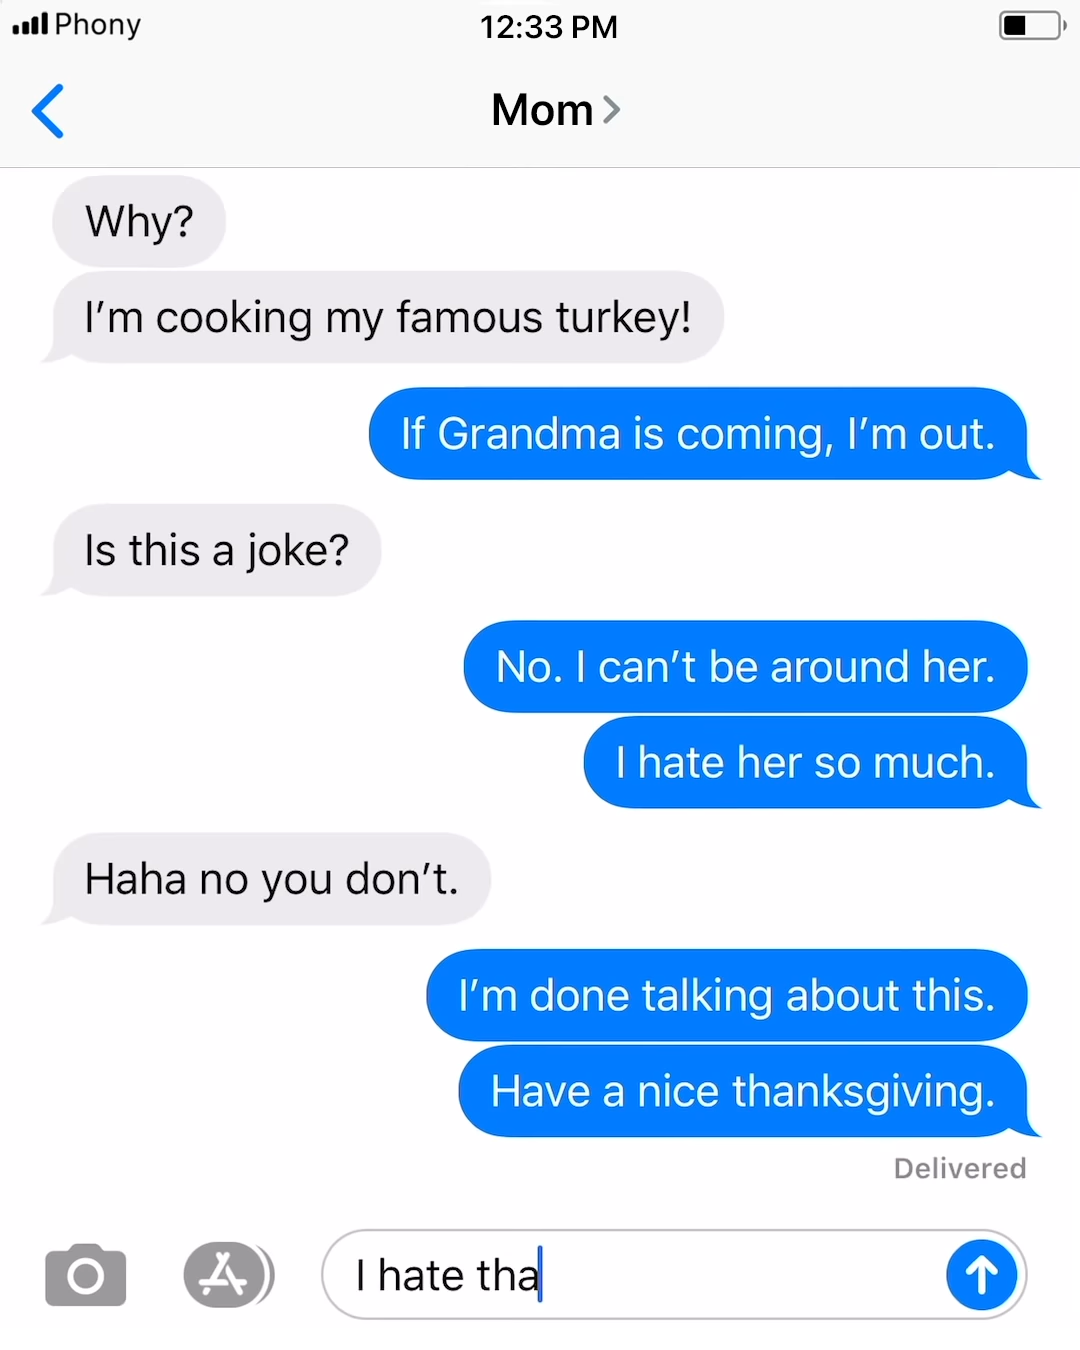 Phony
12:33 PM
Mom
Why?
I’m cooking my famous turkey!
If Grandma is coming, I’m out.
Is this a joke?
No. I can’t be around her.
I hate her so much.
Haha no you don’t.
I’m done talking about this.
Have a nice thanksgiving.
Delivered
I hate tha